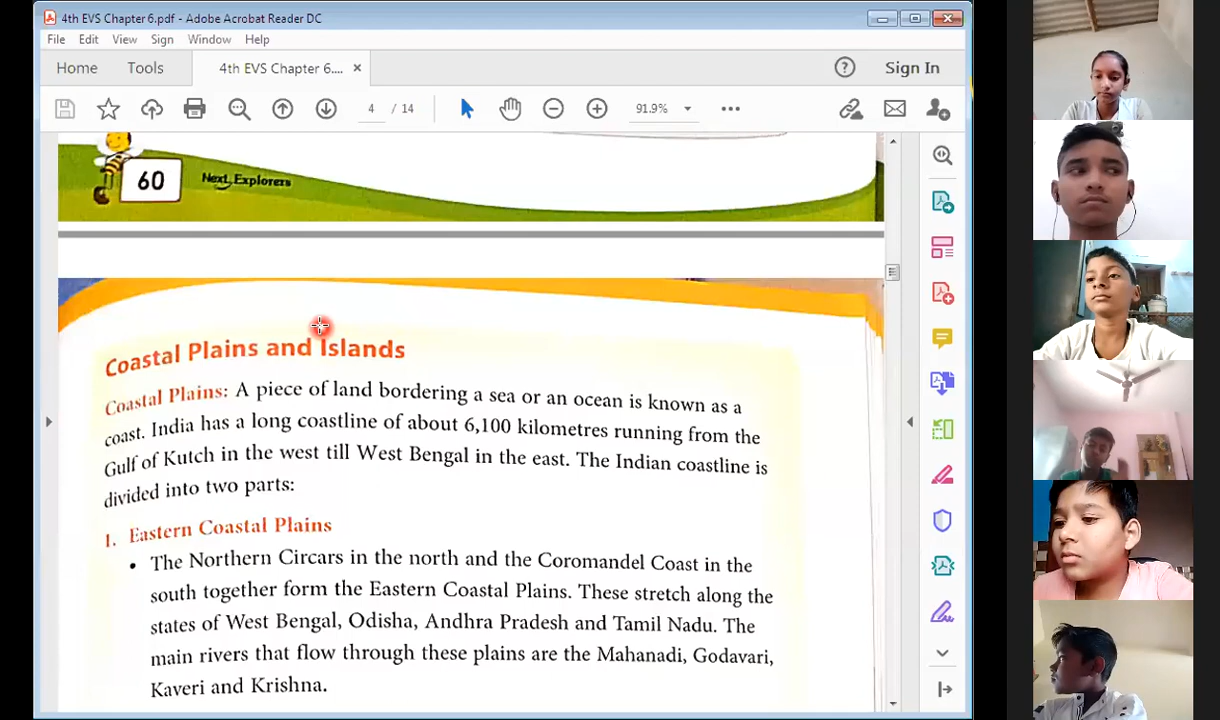 4th EVS Chapter 6.pdf - Adobe Acrobat Reader DC
File Edit View Sign Window Help
Home Tools 4th EVS Chapter 6.... × Sign In
4 / 14 91.9%
60 Next Explorers
Coastal Plains and Islands
Coastal Plains: A piece of land bordering a sea or an ocean is known as a
coast. India has a long coastline of about 6,100 kilometres running from the
Gulf of Kutch in the west till West Bengal in the east. The Indian coastline is
divided into two parts:
1. Eastern Coastal Plains
• The Northern Circars in the north and the Coromandel Coast in the
south together form the Eastern Coastal Plains. These stretch along the
states of West Bengal, Odisha, Andhra Pradesh and Tamil Nadu. The
main rivers that flow through these plains are the Mahanadi, Godavari,
Kaveri and Krishna.